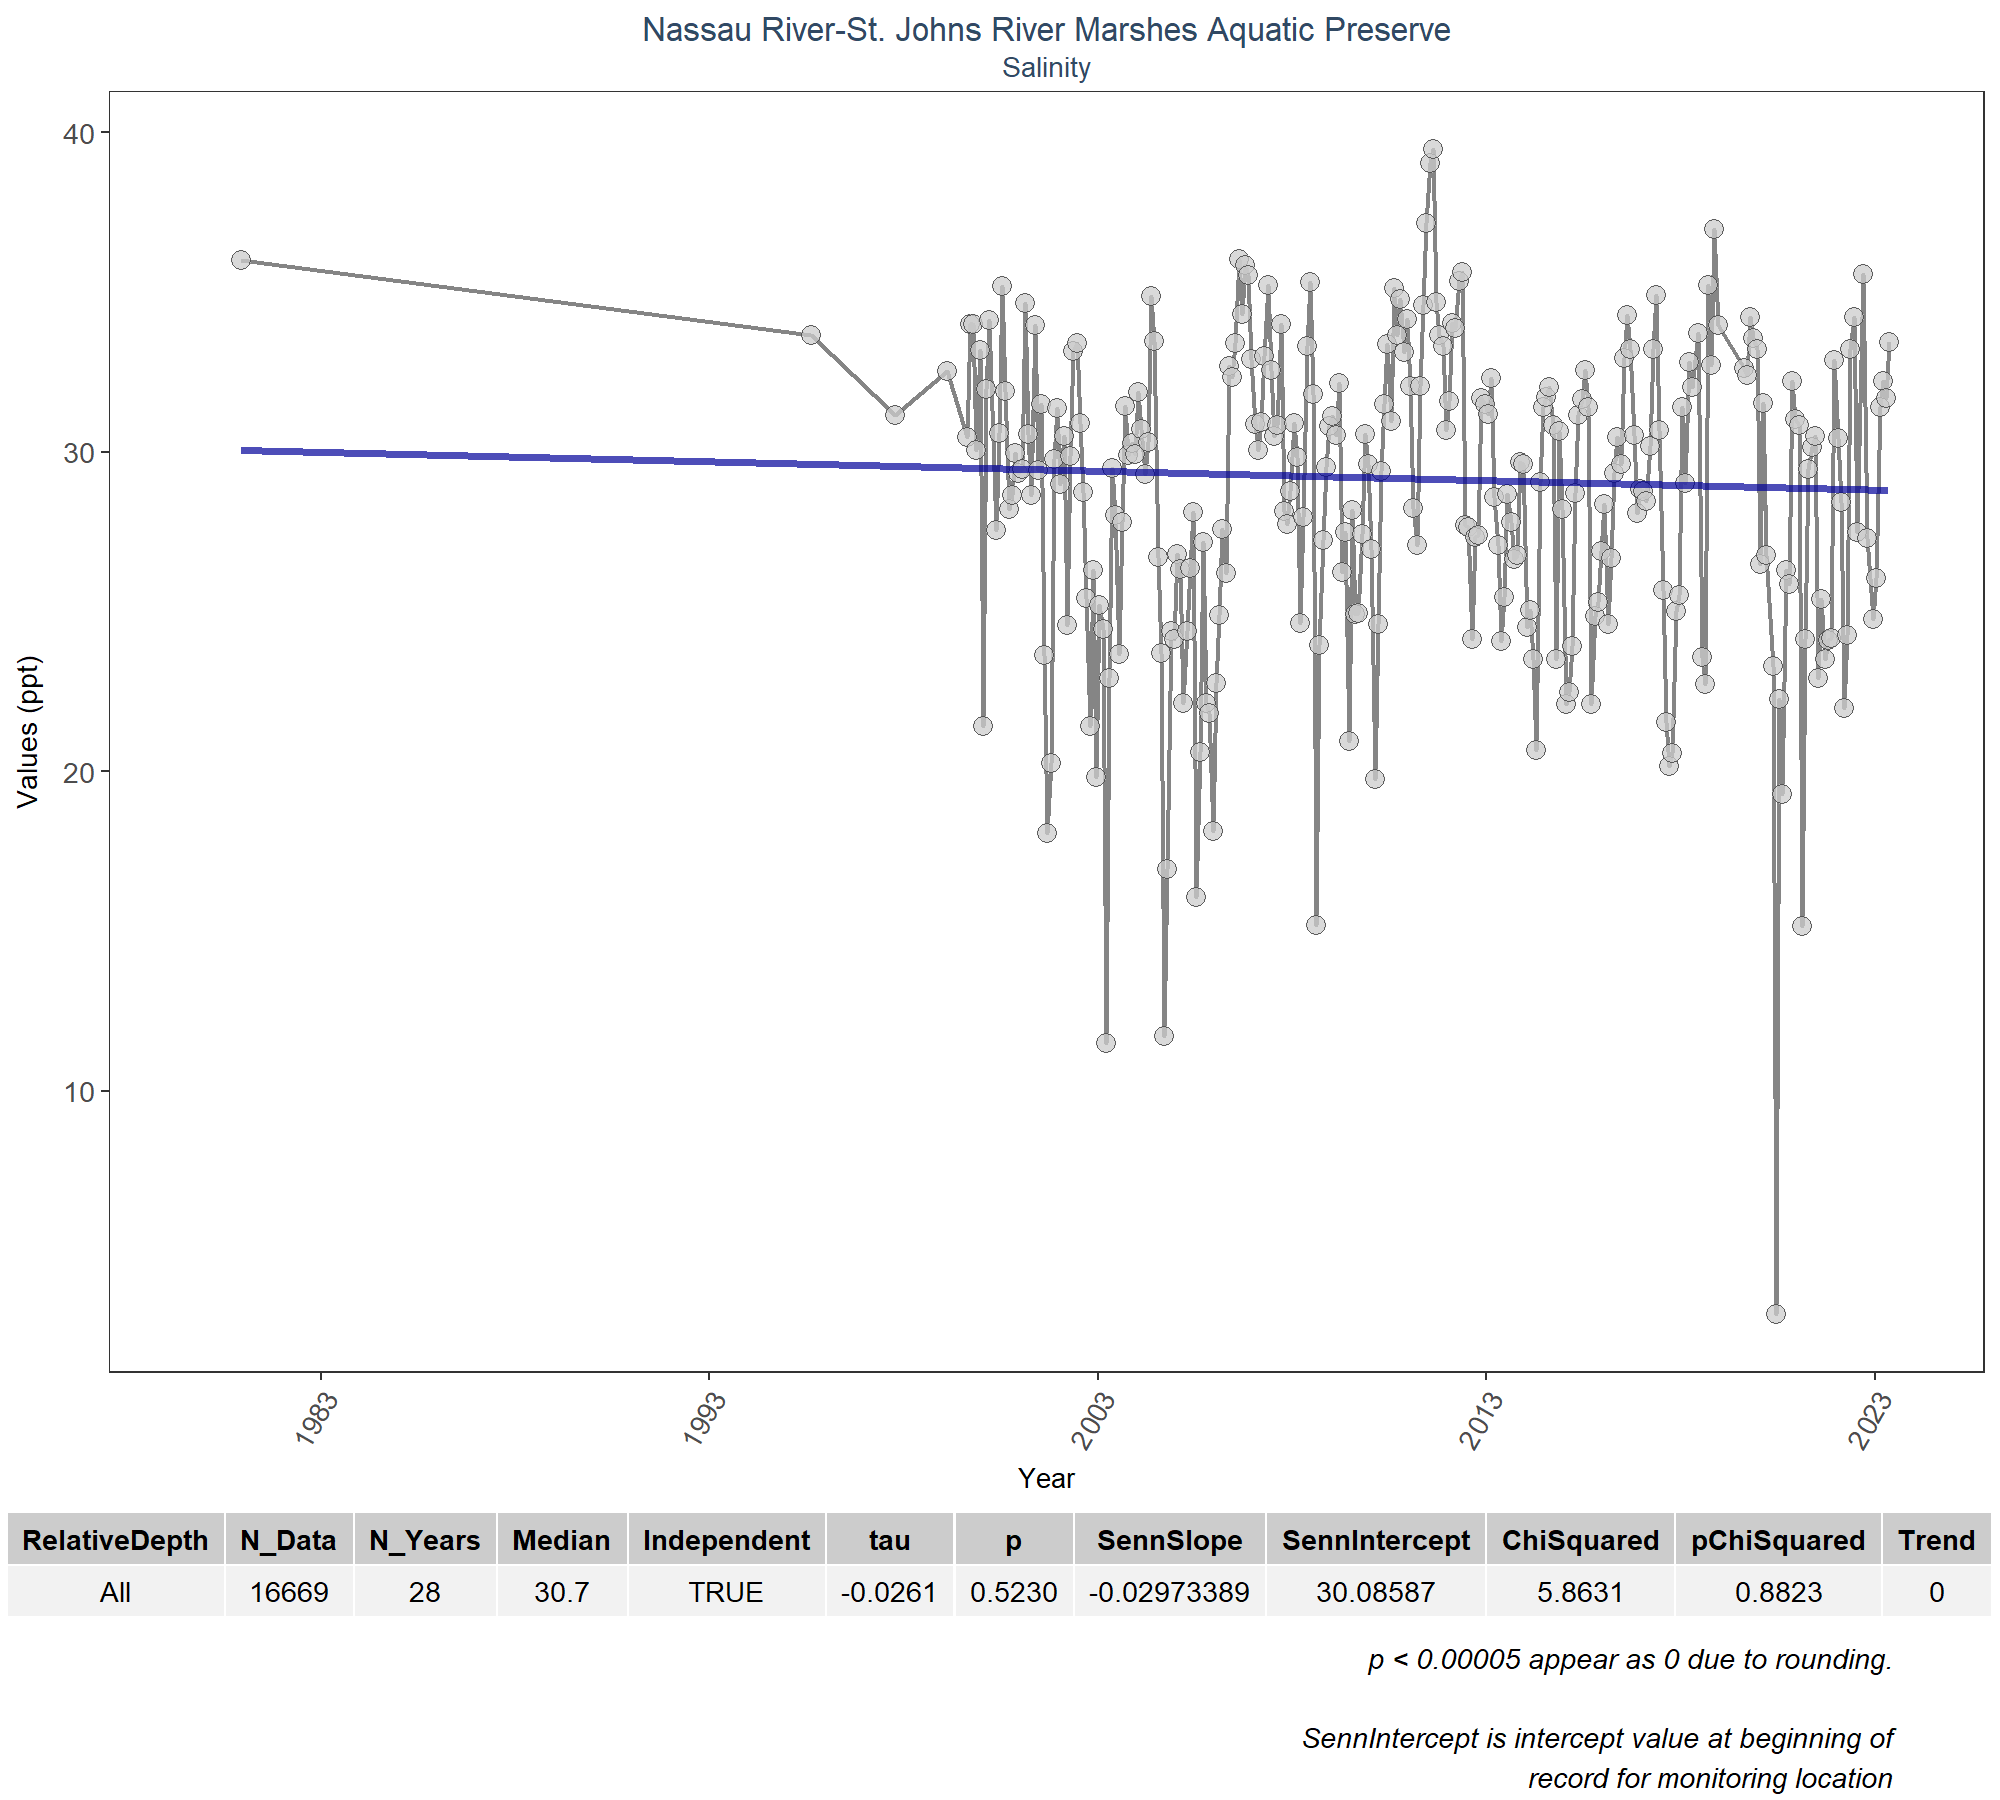 Nassau River-St. Johns River Marshes Aquatic Preserve
Salinity
40
30
20
10
Values (ppt)
1983
1993
2003
2013
2023
Year
RelativeDepth N_Data N_Years Median Independent tau p SennSlope SennIntercept ChiSquared pChiSquared Trend
All 16669 28 30.7 TRUE -0.0261 0.5230 -0.02973389 30.08587 5.8631 0.8823 0
p < 0.00005 appear as 0 due to rounding.
SennIntercept is intercept value at beginning of
record for monitoring location